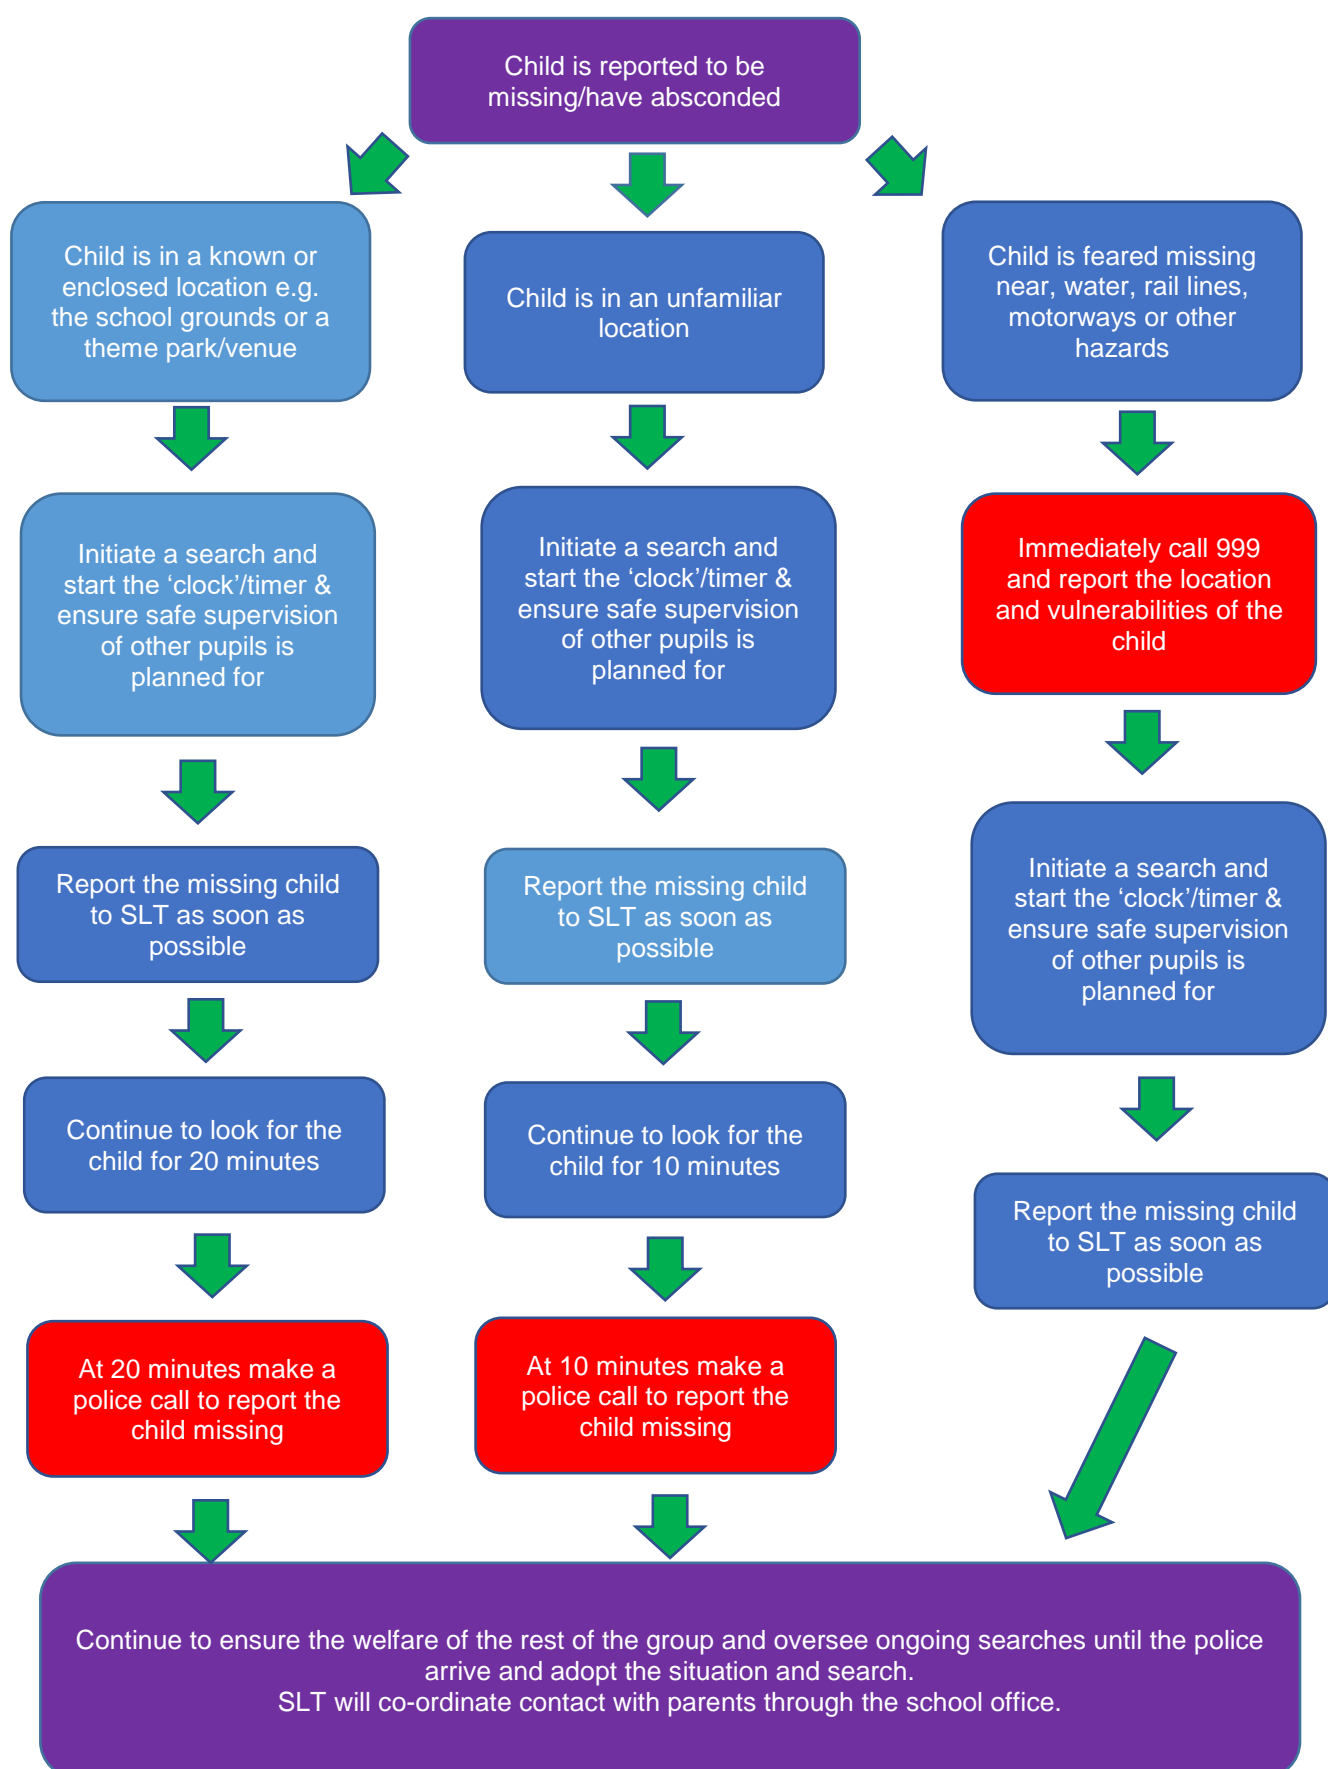 Child is reported to be
missing/have absconded
Child is in a known or
enclosed location e.g.
the school grounds or a
theme park/venue
Initiate a search and
start the ‘clock’/timer &
ensure safe supervision
of other pupils is
planned for
Report the missing child
to SLT as soon as
possible
Continue to look for the
child for 20 minutes
At 20 minutes make a
police call to report the
child missing
Child is in an unfamiliar
location
Initiate a search and
start the ‘clock’/timer &
ensure safe supervision
of other pupils is
planned for
Report the missing child
to SLT as soon as
possible
Continue to look for the
child for 10 minutes
At 10 minutes make a
police call to report the
child missing
Child is feared missing
near, water, rail lines,
motorways or other
hazards
Immediately call 999
and report the location
and vulnerabilities of the
child
Initiate a search and
start the ‘clock’/timer &
ensure safe supervision
of other pupils is
planned for
Report the missing child
to SLT as soon as
possible
Continue to ensure the welfare of the rest of the group and oversee ongoing searches until the police
arrive and adopt the situation and search.
SLT will co-ordinate contact with parents through the school office.